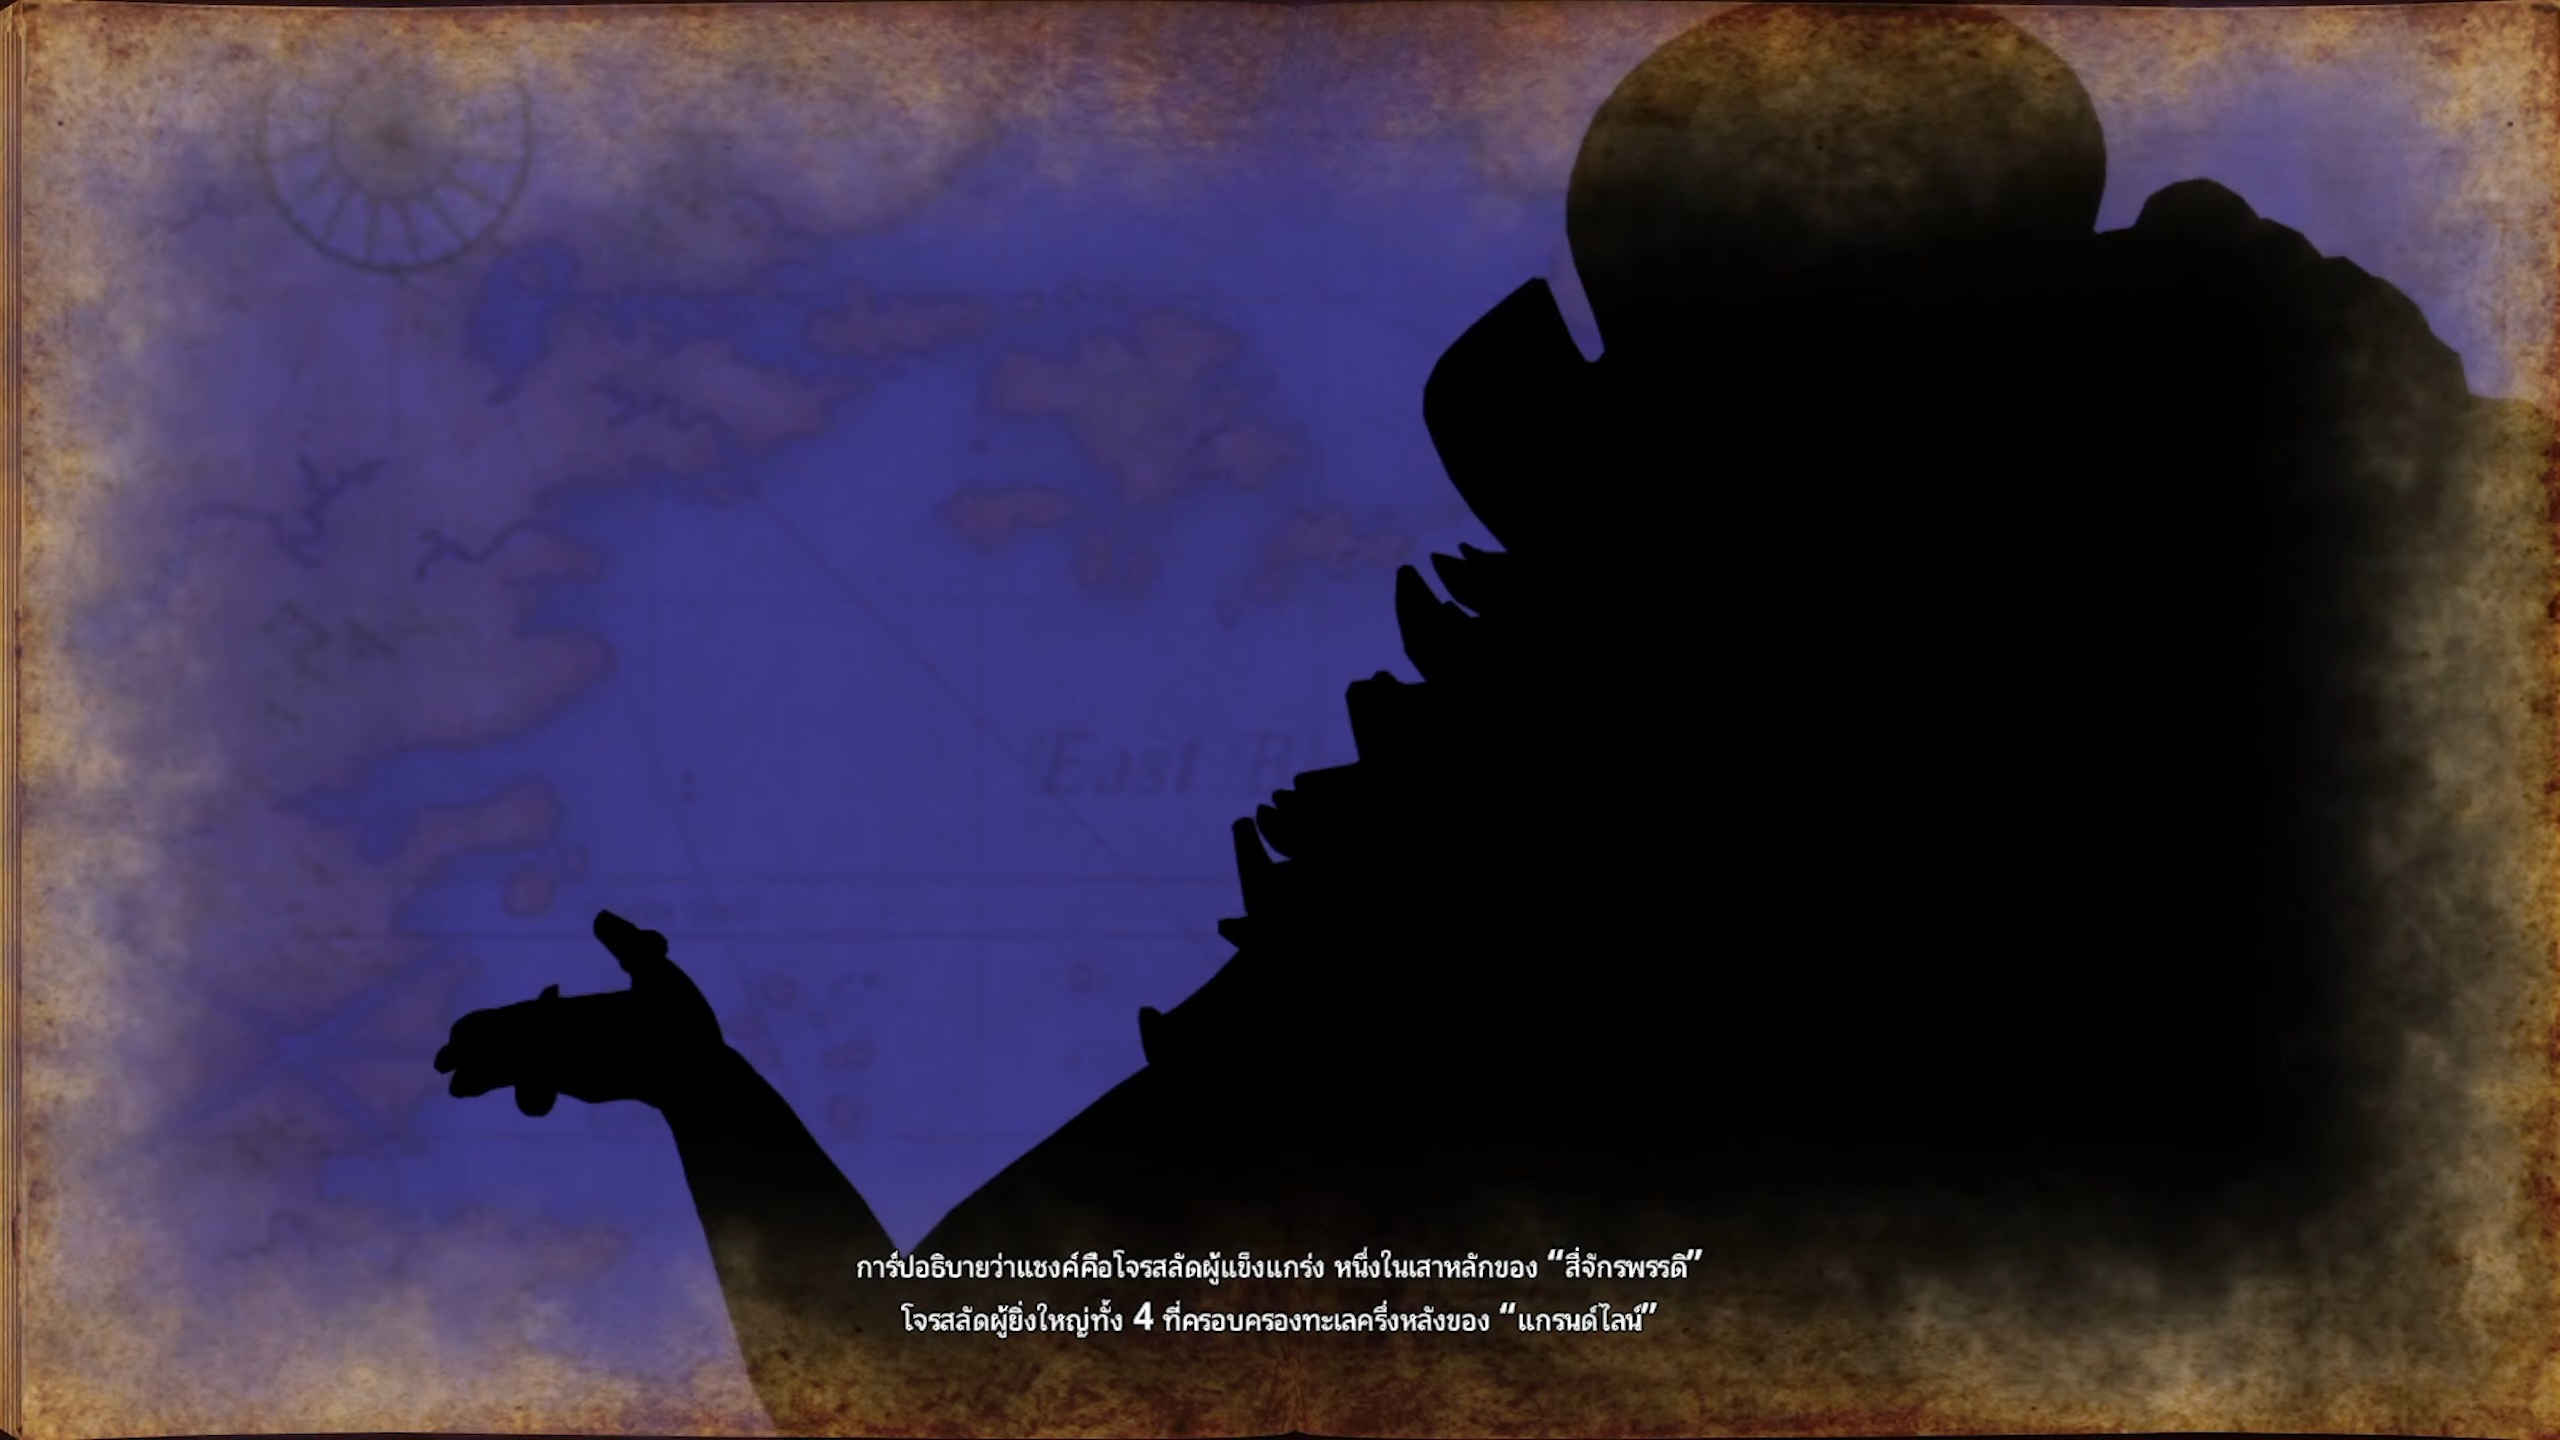 East Bl
การ์ปอธิบายว่าแชงค์คือโจรสลัดผู้แข็งแกร่ง หนึ่งในเสาหลักของ “สี่จักรพรรดิ”
โจรสลัดผู้ยิ่งใหญ่ทั้ง 4 ที่ครอบครองทะเลครึ่งหลังของ “แกรนด์ไลน์”